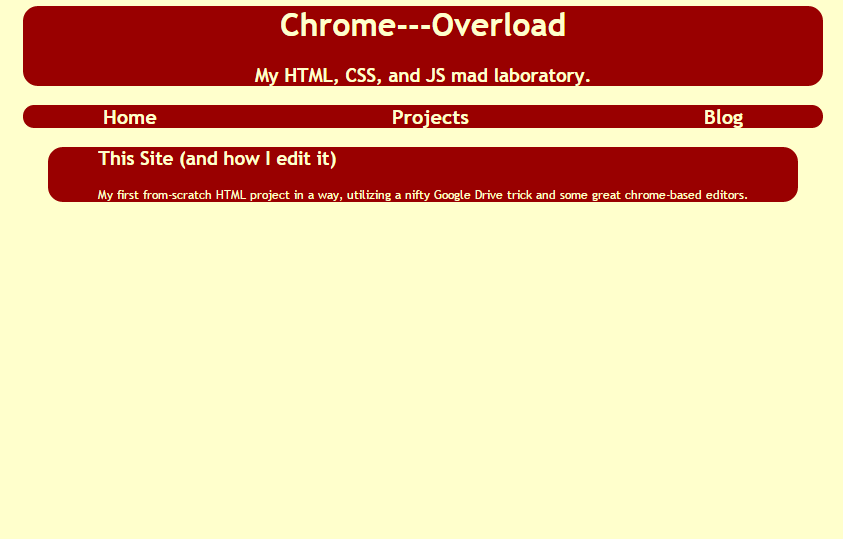 Chrome---Overload
My HTML, CSS, and JS mad laboratory.
Home Projects Blog
This Site (and how I edit it)
My first from-scratch HTML project in a way, utilizing a nifty Google Drive trick and some great chrome-based editors.